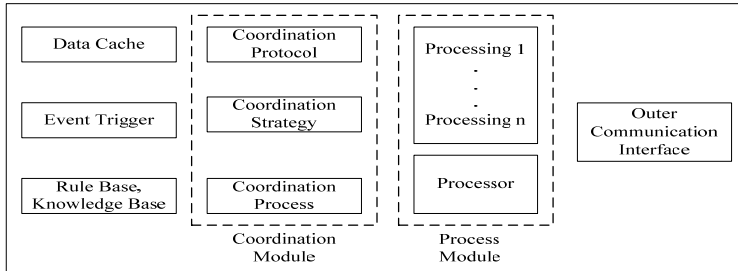 Data Cache
Event Trigger
Rule Base,
Knowledge Base
Coordination
Protocol
Coordination
Strategy
Coordination
Process
Coordination
Module
Processing 1
.
.
.
Processing n
Processor
Process
Module
Outer
Communication
Interface